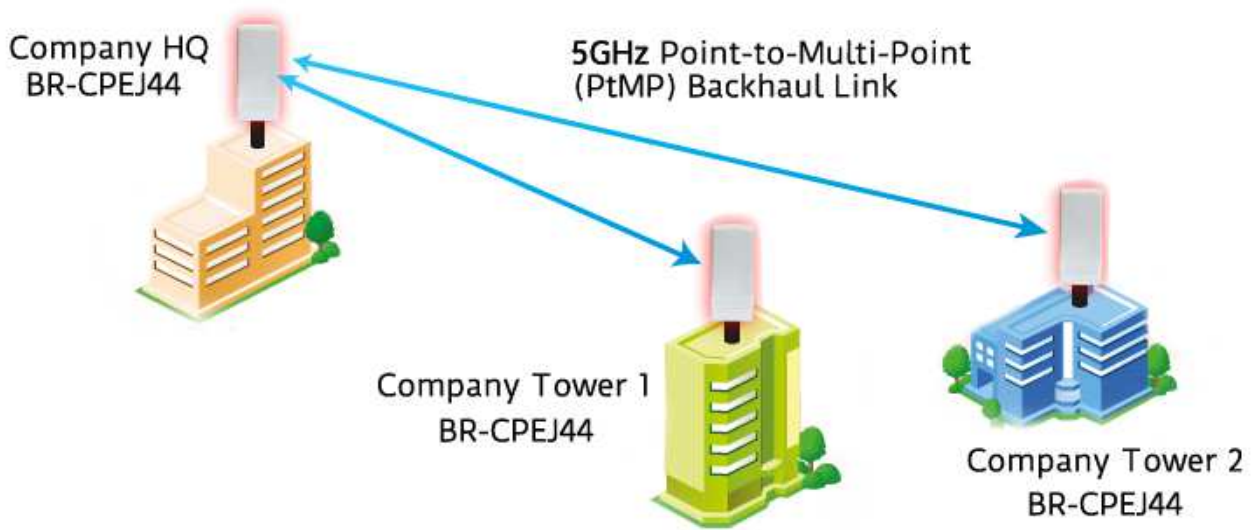 Company HQ
BR-CPEJ44
5GHz Point-to-Multi-Point
(PtMP) Backhaul Link
Company Tower 1
BR-CPEJ44
Company Tower 2
BR-CPEJ44